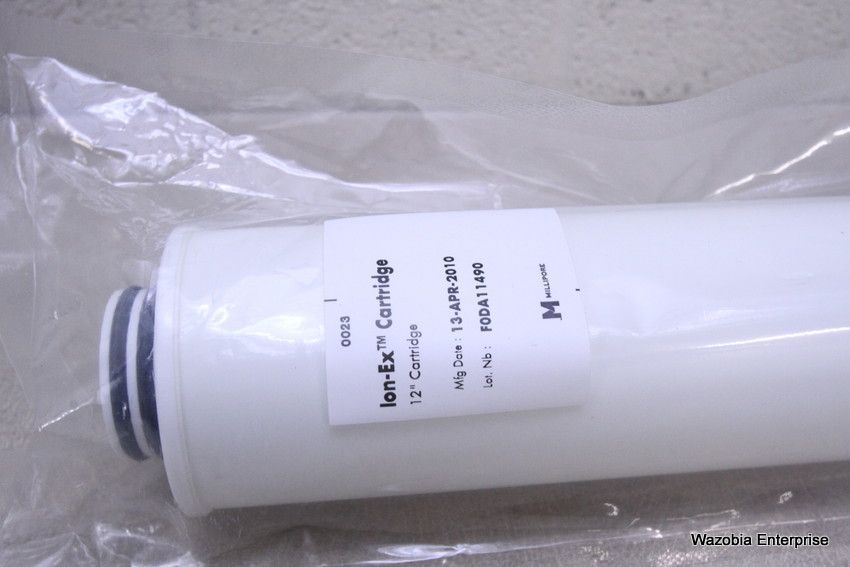 0023
Ion-Ex™ Cartridge
12" Cartridge
Mfg Date : 13-APR-2010
Lot. Nb : F0DA11490
M MILLIPORE
Wazobia Enterprise